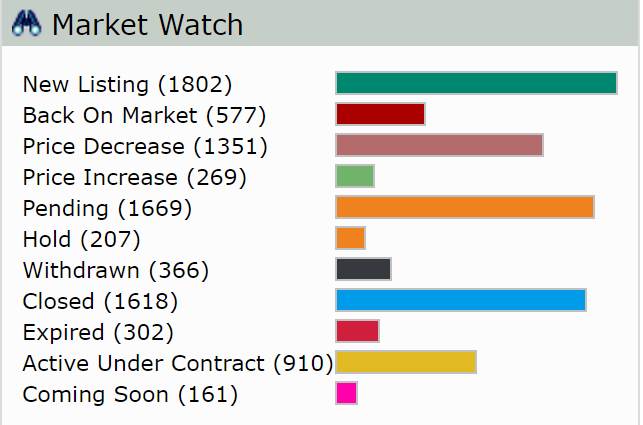 Market Watch
New Listing (1802)
Back On Market (577)
Price Decrease (1351)
Price Increase (269)
Pending (1669)
Hold (207)
Withdrawn (366)
Closed (1618)
Expired (302)
Active Under Contract (910)
Coming Soon (161)